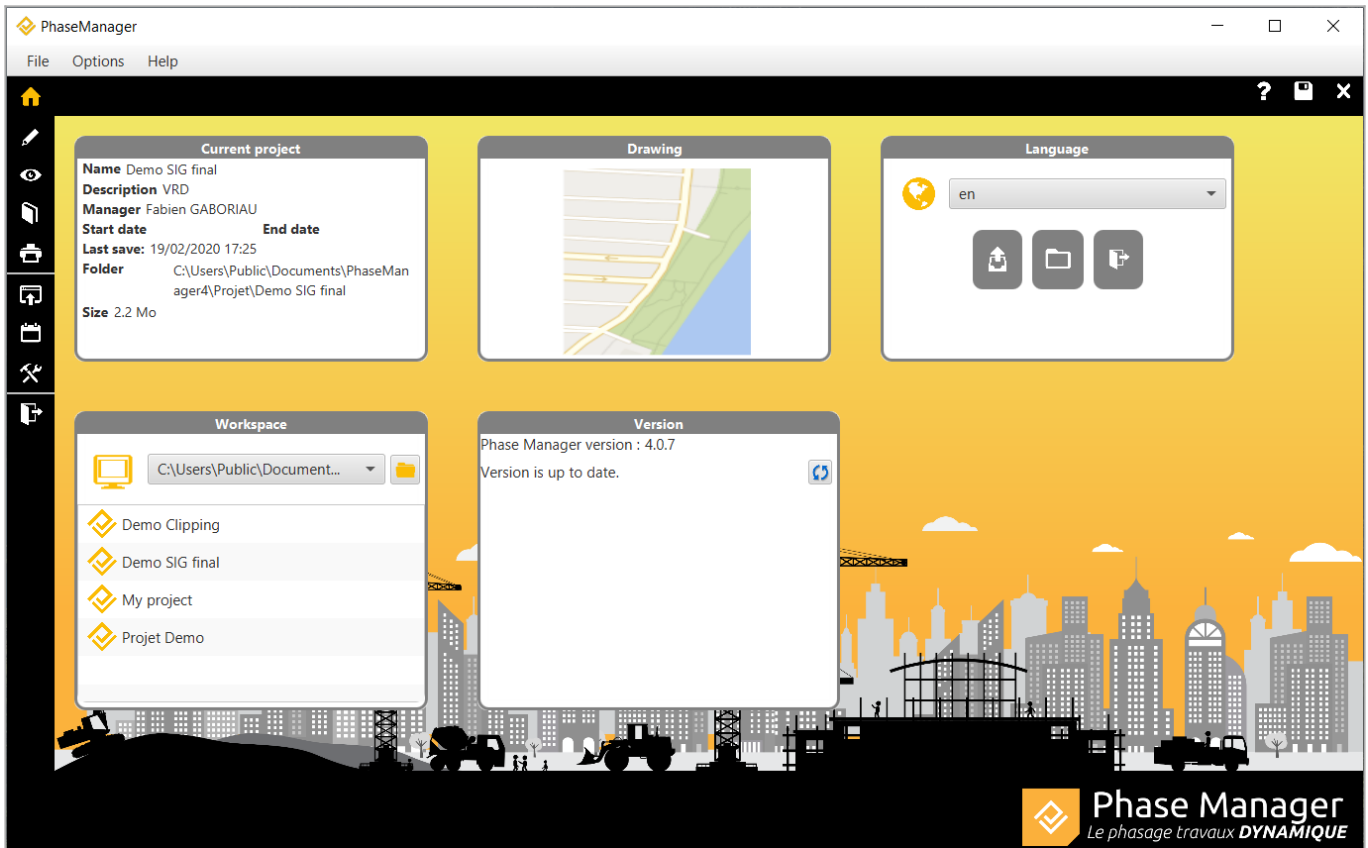 PhaseManager
File Options Help
?
Current project
Name Demo SIG final
Description VRD
Manager Fabien GABORIAU
Start date End date
Last save: 19/02/2020 17:25
Folder C:\Users\Public\Documents\PhaseMan
ager4\Projet\Demo SIG final
Size 2.2 Mo
Drawing
Language
en
Workspace
C:\Users\Public\Document...
Demo Clipping
Demo SIG final
My project
Projet Demo
Version
Phase Manager version : 4.0.7
Version is up to date.
Phase Manager
Le phasage travaux DYNAMIQUE